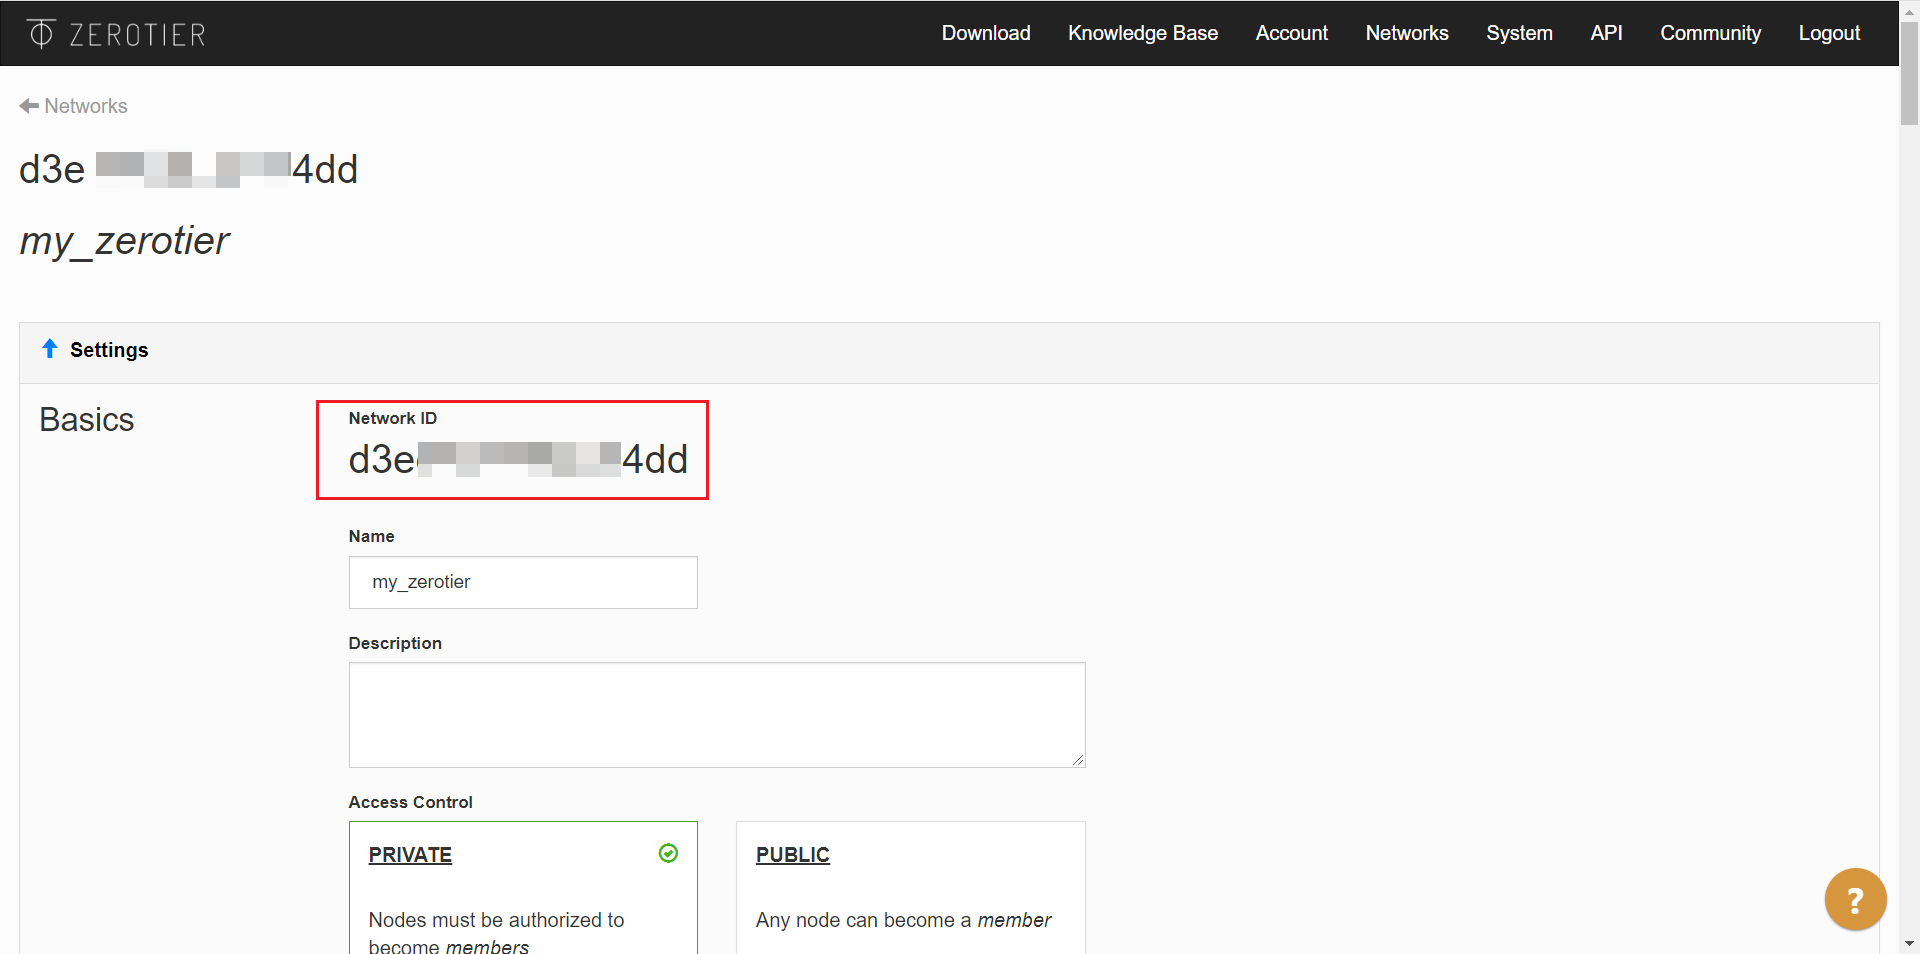 ZEROTIER
Download Knowledge Base Account Networks System API Community Logout
Networks
d3e 4dd
my_zerotier
Settings
Basics
Network ID
d3e 4dd
Name
my_zerotier
Description
Access Control
PRIVATE
PUBLIC
Nodes must be authorized to
become members
Any node can become a member
?